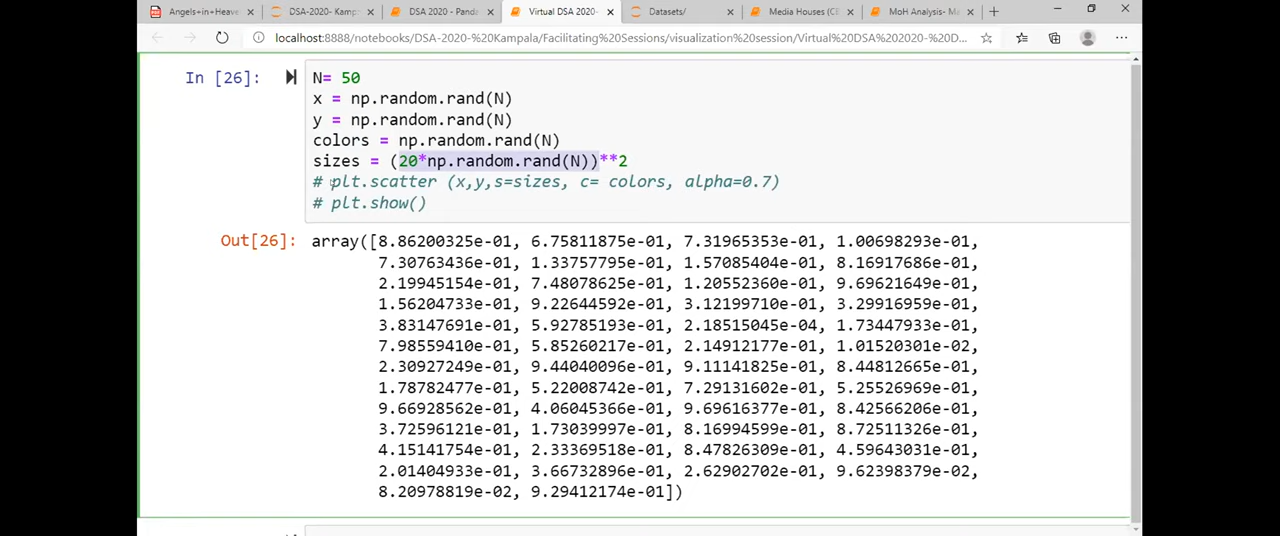 Angels+in+Heave
DSA-2020- Kamp
DSA 2020 - Panda
Virtual DSA 2020-
Datasets/
Media Houses (CE
MoH Analysis- Ma
localhost:8888/notebooks/DSA-2020-%20Kampala/Facilitating%20Sessions/visualization%20session/Virtual%20DSA%202020-%20D...
In [26]:
N= 50
x = np.random.rand(N)
y = np.random.rand(N)
colors = np.random.rand(N)
sizes = (20*np.random.rand(N))**2
# plt.scatter (x,y,s=sizes, c= colors, alpha=0.7)
# plt.show()
Out[26]: array([8.86200325e-01, 6.75811875e-01, 7.31965353e-01, 1.00698293e-01,
7.30763436e-01, 1.33757795e-01, 1.57085404e-01, 8.16917686e-01,
2.19945154e-01, 7.48078625e-01, 1.20552360e-01, 9.69621649e-01,
1.56204733e-01, 9.22644592e-01, 3.12199710e-01, 3.29916959e-01,
3.83147691e-01, 5.92785193e-01, 2.18515045e-04, 1.73447933e-01,
7.98559410e-01, 5.85260217e-01, 2.14912177e-01, 1.01520301e-02,
2.30927249e-01, 9.44040096e-01, 9.11141825e-01, 8.44812665e-01,
1.78782477e-01, 5.22008742e-01, 7.29131602e-01, 5.25526969e-01,
9.66928562e-01, 4.06045366e-01, 9.69616377e-01, 8.42566206e-01,
3.72596121e-01, 1.73039997e-01, 8.16994599e-01, 8.72511326e-01,
4.15141754e-01, 2.33369518e-01, 8.47826309e-01, 4.59643031e-01,
2.01404933e-01, 3.66732896e-01, 2.62902702e-01, 9.62398379e-02,
8.20978819e-02, 9.29412174e-01])